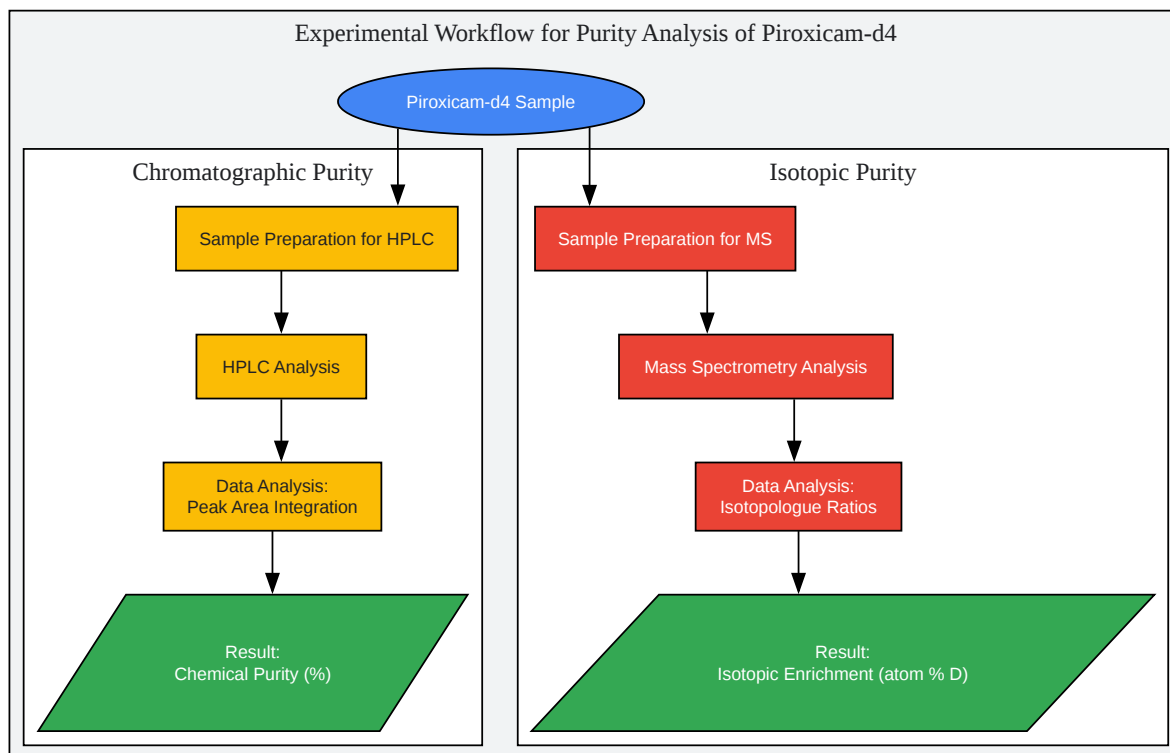 Experimental Workflow for Purity Analysis of Piroxicam-d4
Piroxicam-d4 Sample
Chromatographic Purity
Sample Preparation for HPLC
HPLC Analysis
Data Analysis:
Peak Area Integration
Result:
Chemical Purity (%)
Isotopic Purity
Sample Preparation for MS
Mass Spectrometry Analysis
Data Analysis:
Isotopologue Ratios
Result:
Isotopic Enrichment (atom % D)